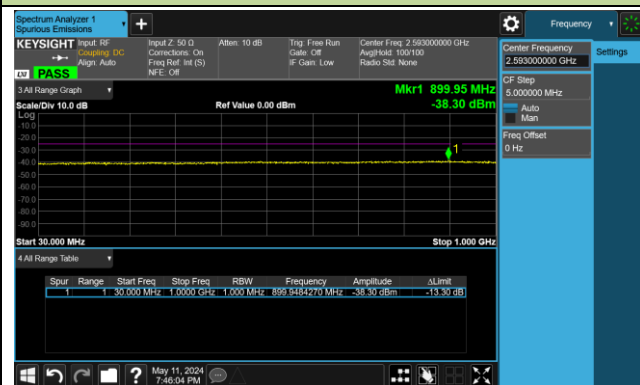 Spectrum Analyzer 1
Spurious Emissions
Frequency
KEYSIGHT
Input: RF
Coupling: DC
Align: Auto
Input Z: 50 Ω
Corrections: On
Freq Ref: Int (S)
NFE: Off
Atten: 10 dB
Trig: Free Run
Gate: Off
IF Gain: Low
Center Freq: 2.593000000 GHz
Avg|Hold: 100/100
Radio Std: None
LXI
PASS
Center Frequency
2.593000000 GHz
Settings
CF Step
5.000000 MHz
Auto
Man
Freq Offset
0 Hz
3 All Range Graph
Mkr1 899.95 MHz
Scale/Div 10.0 dB
Ref Value 0.00 dBm
-38.30 dBm
Log
-10.0
-20.0
-30.0
-40.0
-50.0
-60.0
-70.0
-80.0
-90.0
1
Start 30.000 MHz
Stop 1.000 GHz
4 All Range Table
Spur Range Start Freq Stop Freq RBW Frequency Amplitude ΔLimit
1 1 30.000 MHz 1.0000 GHz 1.000 MHz 899.9484270 MHz -38.30 dBm -13.30 dB
?
May 11, 2024
7:46:04 PM